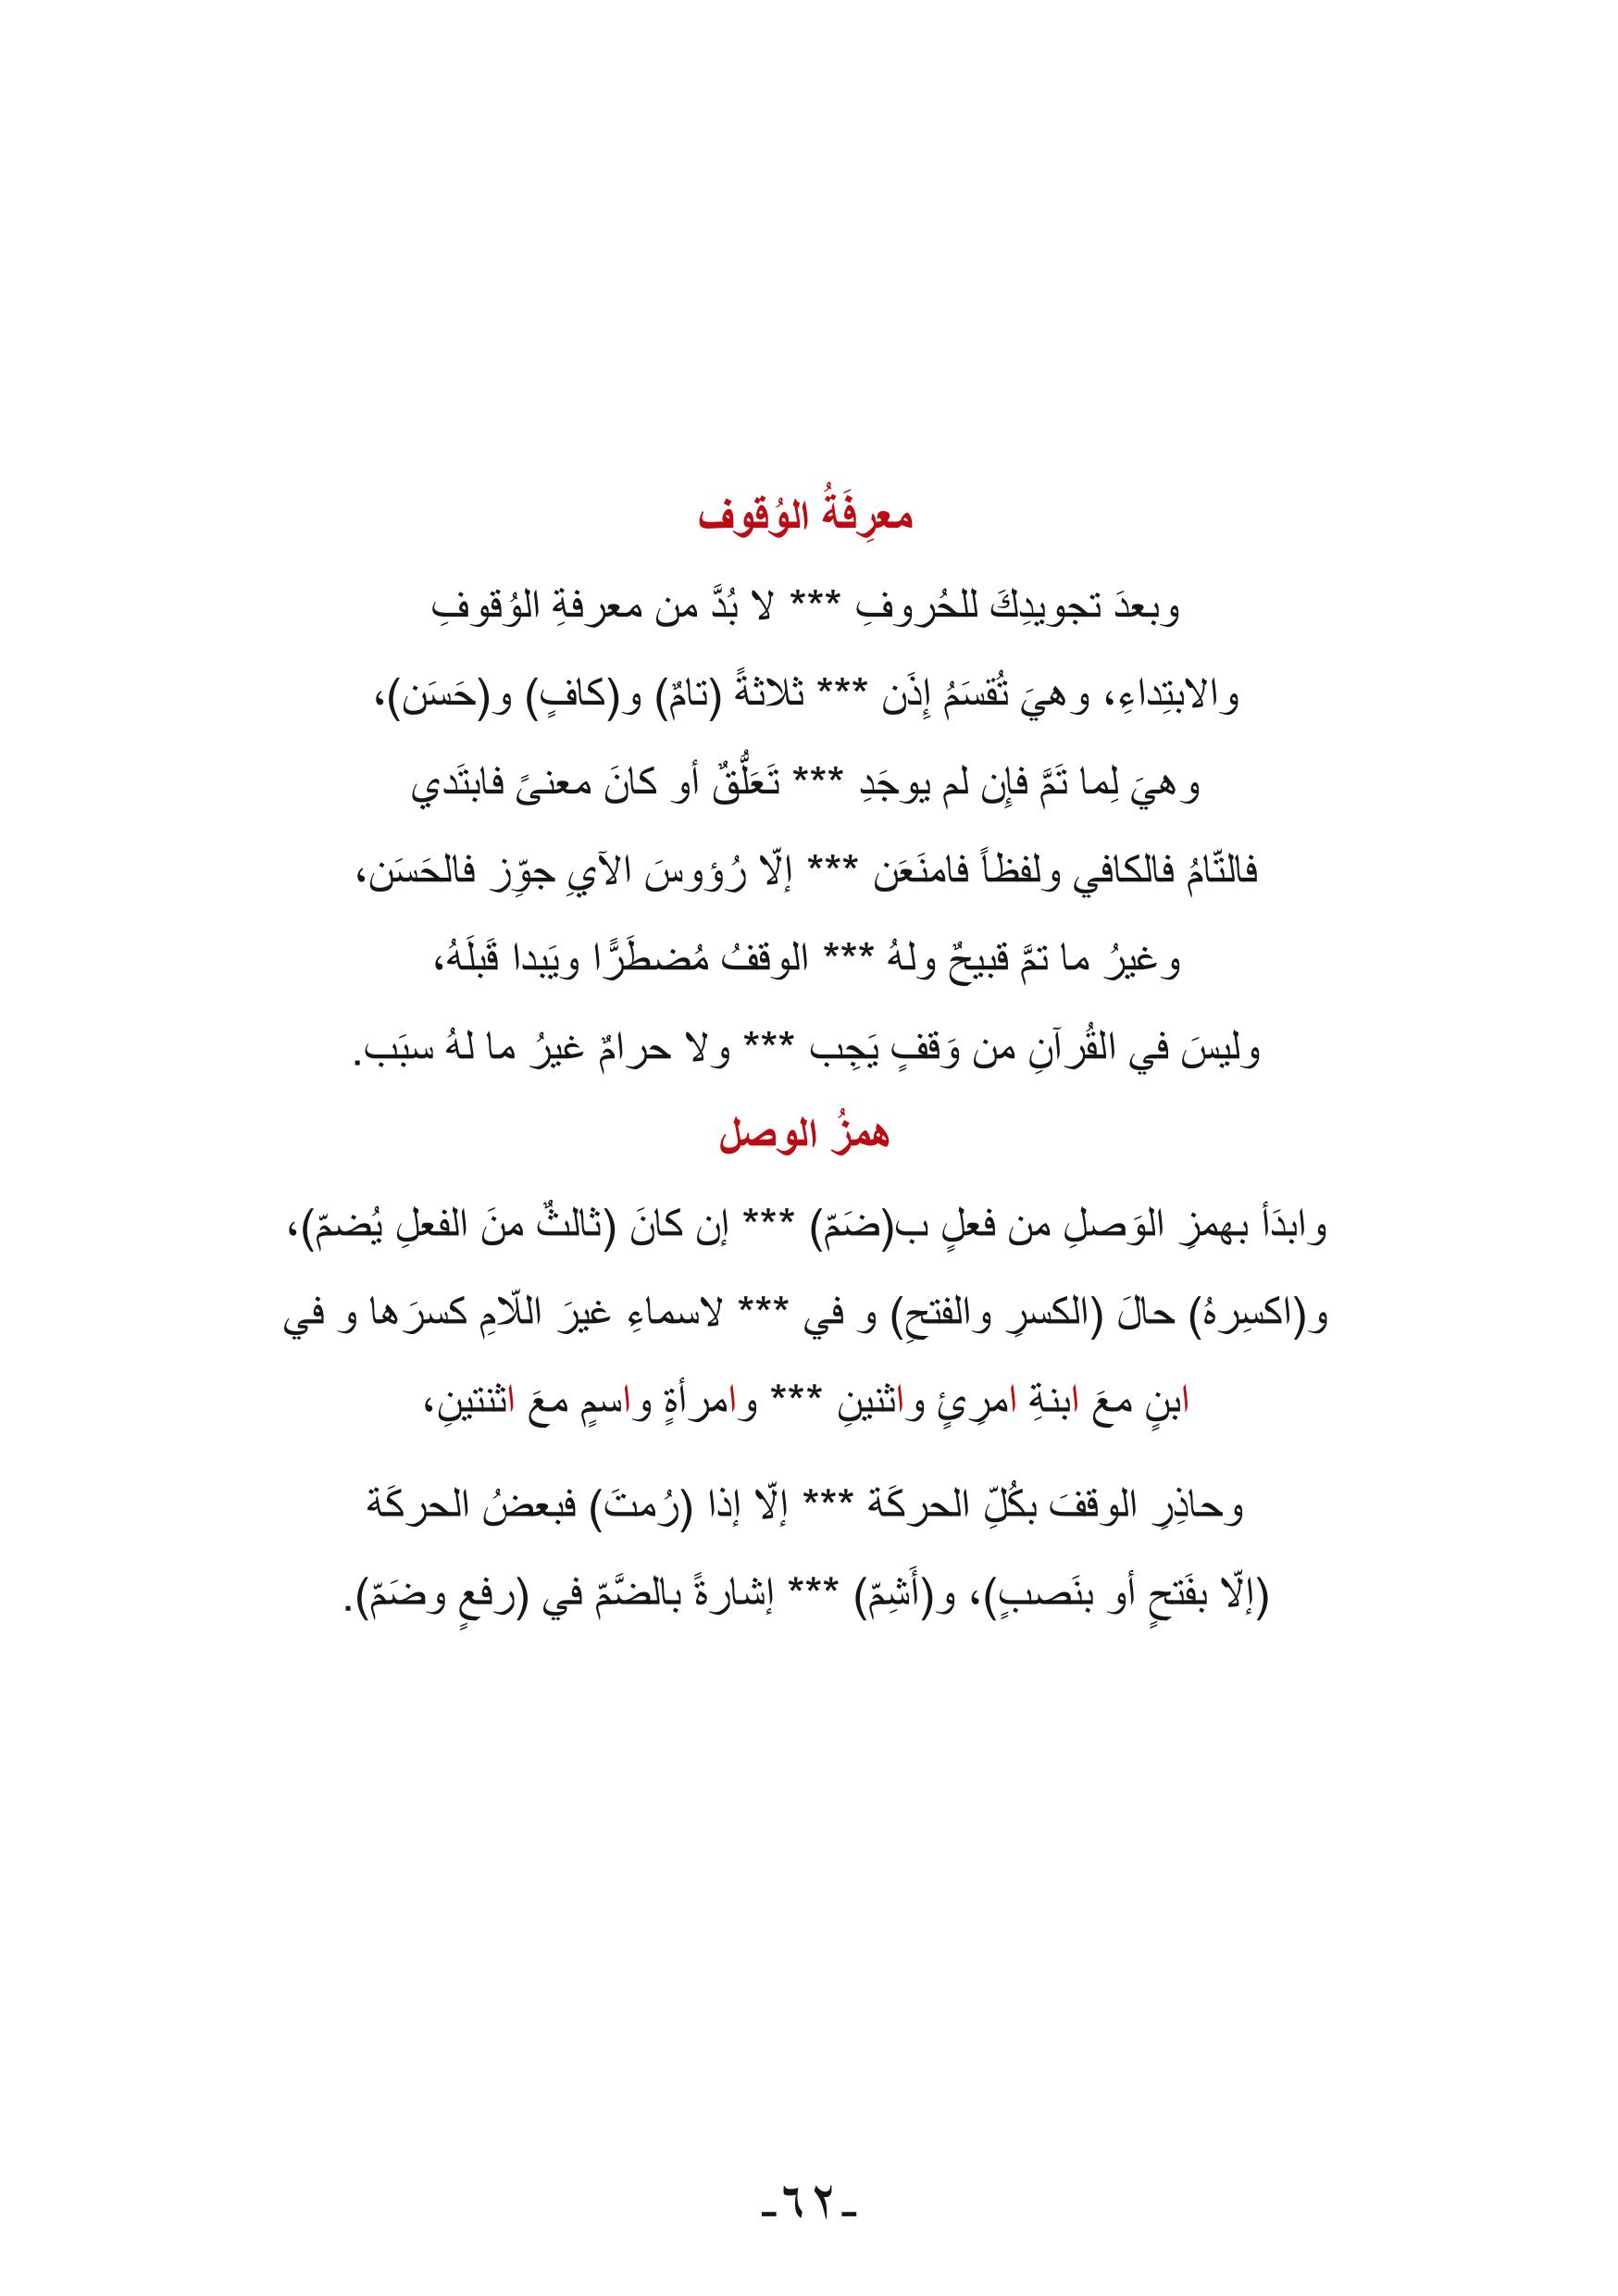 معرِفَةُ الوُقوف
وبعدَ تجويدِكَ للحُروفِ *** لا بُدَّ من معرفةِ الوُقوفِ
والابتِداءِ، وهيَ تُقسَمُ إِذَن *** ثلاثةً (تامٌ) و(كافٍ) و(حَسَن)،
وهيَ لِما تَمَّ فإن لم يوجَدِ *** تَعَلُّقٌ أو كانَ معنىً فابتَدي
فالتّامُ فالكافي ولفظاً فامنَعَن *** إلّا رُؤوسَ الآيِ جوِّز فالحَسَن،
وغيرُ ما تمَّ قبيحٌ ولهُ *** الوقفُ مُضطَرًّا ويَبدا قَبلَهُ،
وليسَ في القُرآنِ من وَقفٍ يَجِب *** ولا حرامٌ غيرُ ما لهُ سبَب.
همزُ الوصل
وابدَأ بهمزِ الوَصلِ من فعلٍ ب(ضَمّ) *** إن كانَ (ثالثٌ منَ الفعلِ يُضمّ)،
و(اكسِرهُ) حالَ (الكسرِ والفتحِ) و في *** لاسماءِ غيرَ اللّامِ كسرَها و في
ابنٍ معَ ابنةِ امرِئٍ واثنينِ *** وامرأةٍ واسمٍ معَ اثنتينِ،
وحاذِرِ الوقفَ بكُلِّ الحركَة *** إلّا إذا (رُمتَ) فبعضُ الحركَة
(إلّا بفَتحٍ أو بنَصبٍ)، و(أَشِمّ) *** إشارةً بالضَّمّ في (رفعٍ وضَمّ).
-٦٢-